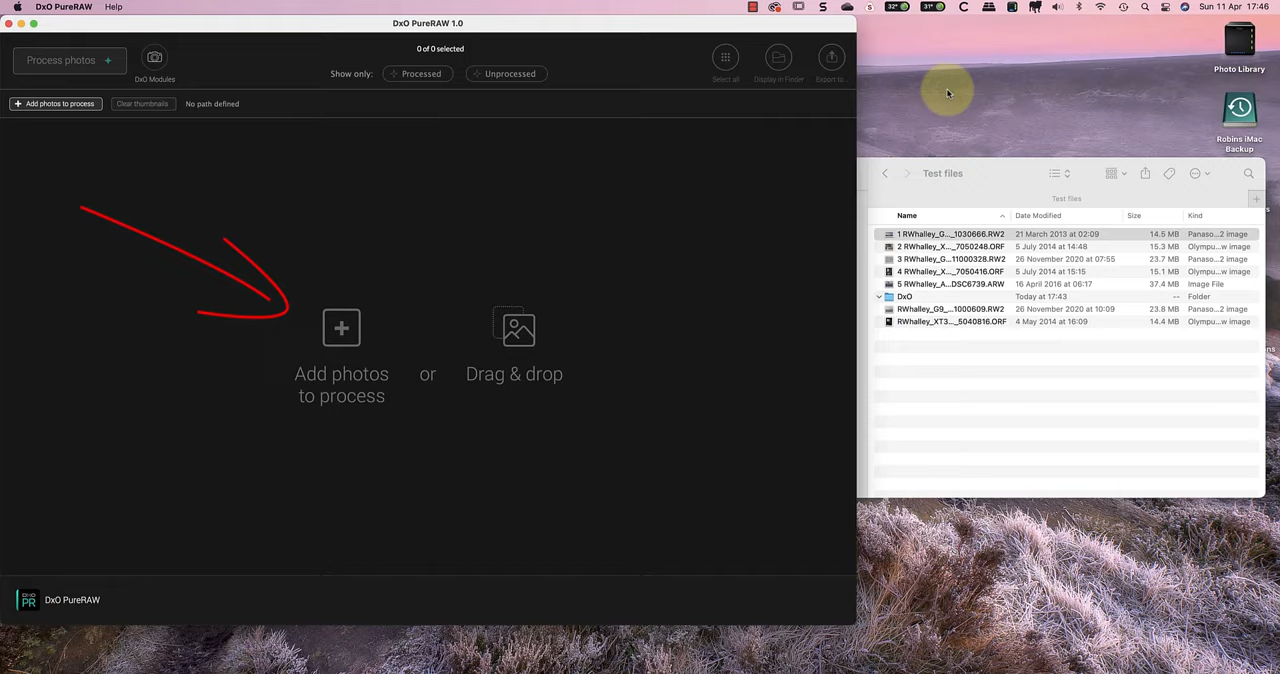 DxO PureRAW Help
32° 31° Sun 11 Apr 17:46
DxO PureRAW 1.0
Process photos +
DxO Modules
0 of 0 selected
Show only: Processed Unprocessed
Select all
Display in Finder
Export to...
+ Add photos to process Clear thumbnails No path defined
Add photos
to process
or
Drag & drop
DxO
PR
DxO PureRAW
Photo Library
Robins iMac
Backup
Test files
Test files
Name Date Modified Size Kind
1 RWhalley_G..._1030666.RW2 21 March 2013 at 02:09 14.5 MB Panaso...2 image
2 RWhalley_X..._7050248.ORF 5 July 2014 at 14:48 15.3 MB Olympu...w image
3 RWhalley_G...11000328.RW2 26 November 2020 at 07:55 23.7 MB Panaso...2 image
4 RWhalley_X..._7050416.ORF 5 July 2014 at 15:15 15.1 MB Olympu...w image
5 RWhalley_A...DSC6739.ARW 16 April 2016 at 06:17 37.4 MB Image File
DxO Today at 17:43 -- Folder
RWhalley_G9_...1000609.RW2 26 November 2020 at 10:09 23.8 MB Panaso...2 image
RWhalley_XT3..._5040816.ORF 4 May 2014 at 16:09 14.4 MB Olympu...w image